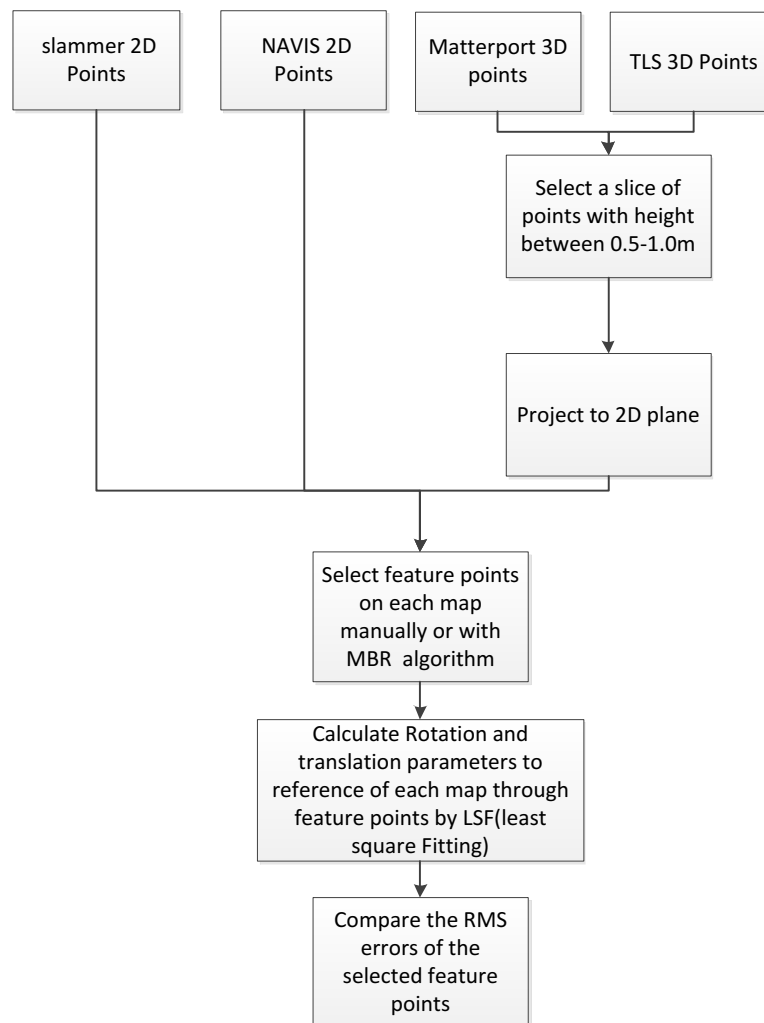 slammer 2D
Points
NAVIS 2D
Points
Matterport 3D
points
TLS 3D Points
Select a slice of
points with height
between 0.5-1.0m
Project to 2D plane
Select feature points
on each map
manually or with
MBR algorithm
Calculate Rotation and
translation parameters to
reference of each map through
feature points by LSF(least
square Fitting)
Compare the RMS
errors of the
selected feature
points